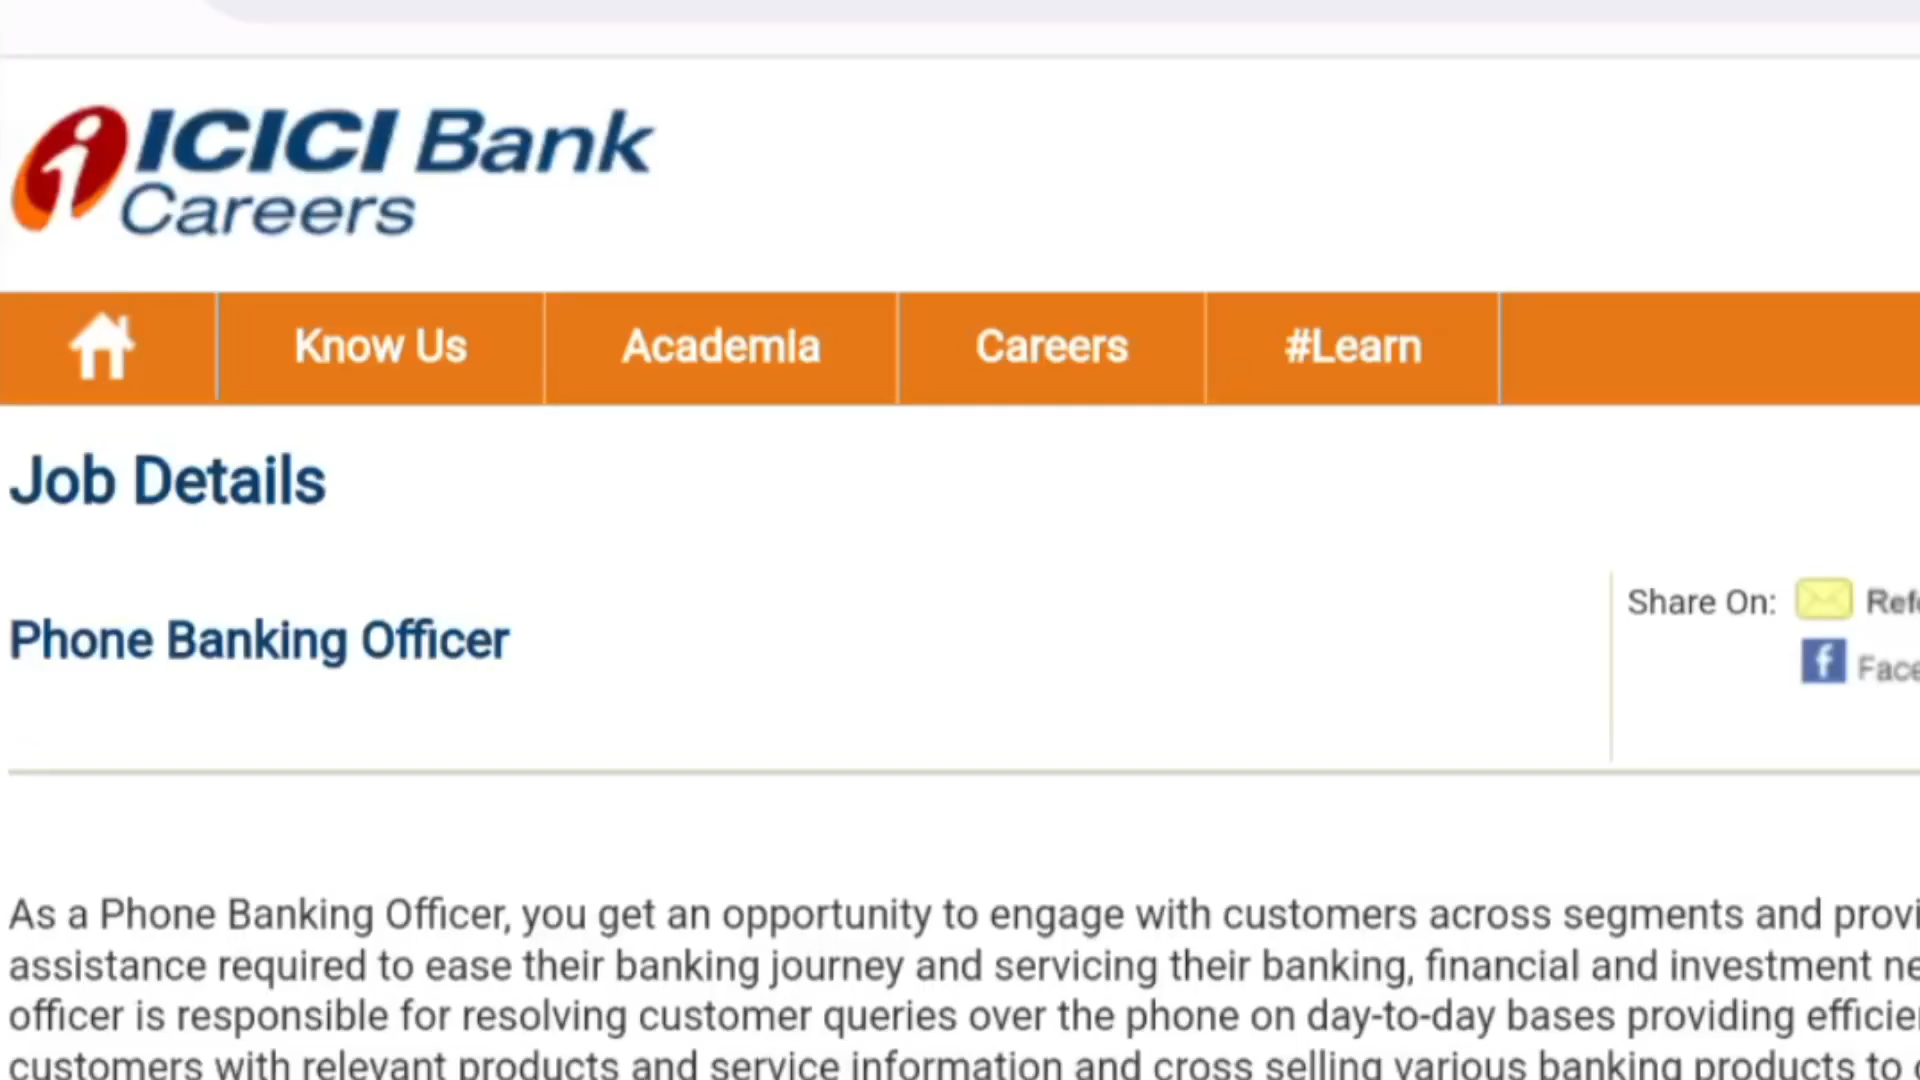 ICICI Bank
Careers
Know Us
Academia
Careers
#Learn
Job Details
Phone Banking Officer
Share On:
As a Phone Banking Officer, you get an opportunity to engage with customers across segments and
assistance required to ease their banking journey and servicing their banking, financial and investment
officer is responsible for resolving customer queries over the phone on day-to-day bases providing
customers with relevant products and service information and cross selling various banking products to